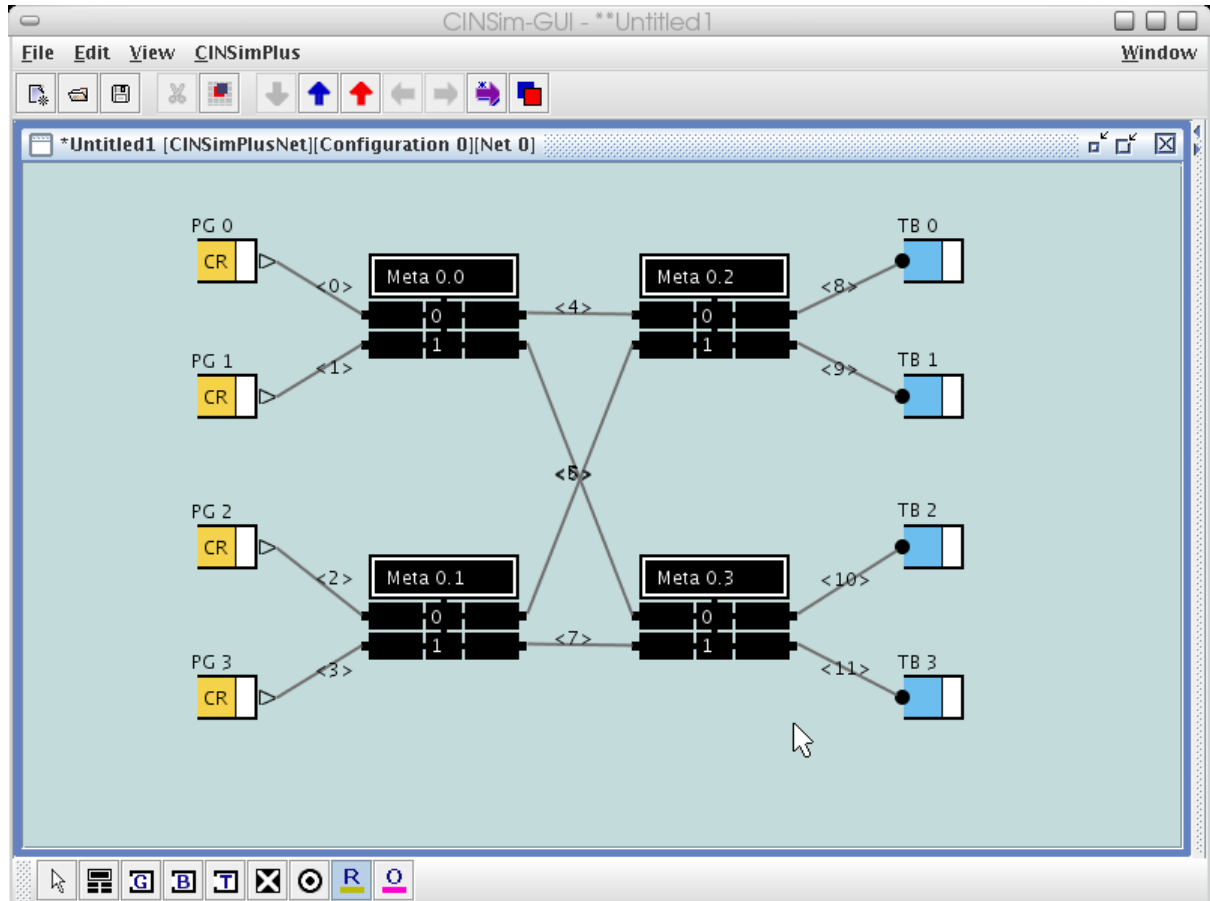 CINSim-GUI - **Untitled1
File Edit View CINSimPlus Window
*Untitled1 [CINSimPlusNet][Configuration 0][Net 0]
PG 0
CR
<0>
Meta 0.0
0
1
<4>
Meta 0.2
0
1
<8>
TB 0
PG 1
CR
<1>
<9>
TB 1
PG 2
CR
<2>
Meta 0.1
0
1
<7>
Meta 0.3
0
1
<10>
TB 2
PG 3
CR
<3>
<11>
TB 3
G B T R O